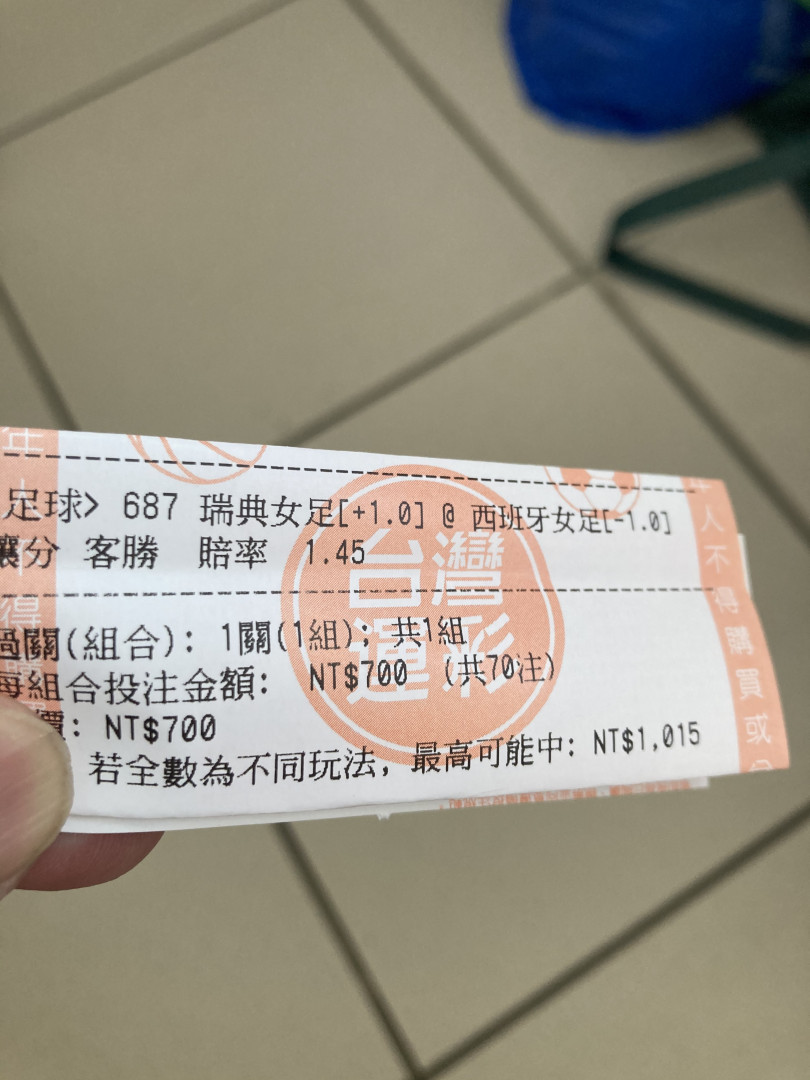 足球> 687 瑞典女足[+1.0] @ 西班牙女足[-1.0]
讓分 客勝 賠率 1.45
台灣
運彩
過關(組合): 1關(1組); 共1組
每組合投注金額: NT$700 (共70注)
價: NT$700
若全數為不同玩法, 最高可能中: NT$1,015
人不得購買或
年
不得